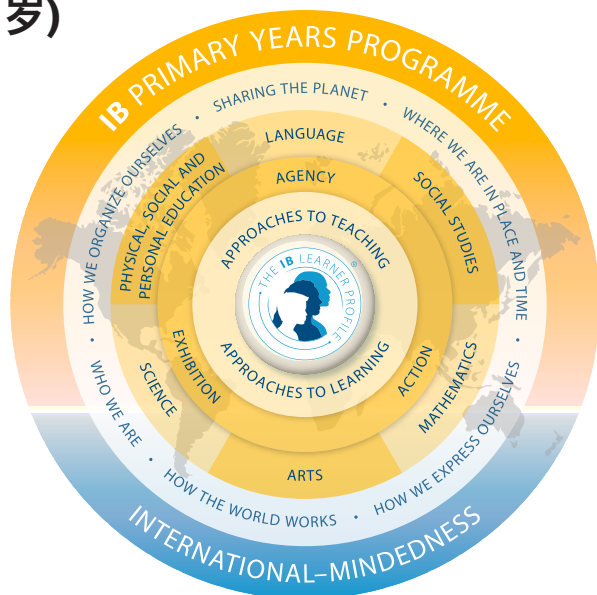 岁)
IB PRIMARY YEARS PROGRAMME
SHARING THE PLANET
•
WHERE WE ARE IN PLACE AND TIME
•
HOW WE EXPRESS OURSELVES
•
HOW THE WORLD WORKS
•
WHO WE ARE
•
HOW WE ORGANIZE OURSELVES
•
LANGUAGE
SOCIAL STUDIES
MATHEMATICS
ARTS
SCIENCE
PHYSICAL, SOCIAL AND
PERSONAL EDUCATION
AGENCY
ACTION
EXHIBITION
APPROACHES TO TEACHING
APPROACHES TO LEARNING
THE IB LEARNER PROFILE
®
INTERNATIONAL–MINDEDNESS